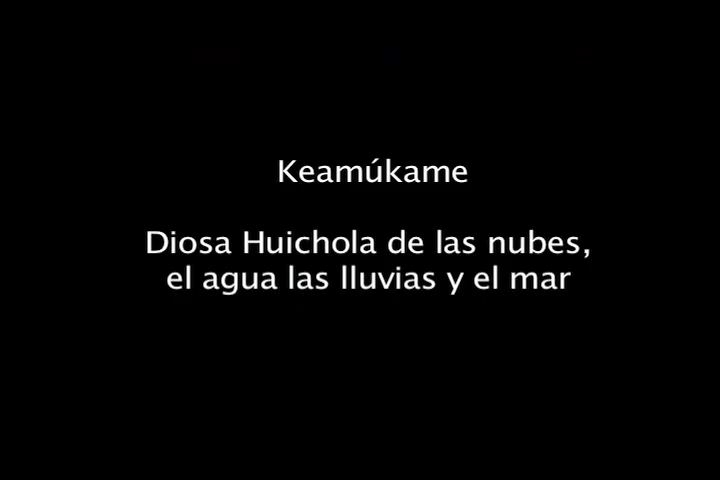 Keamúkame
Diosa Huichola de las nubes,
el agua las lluvias y el mar